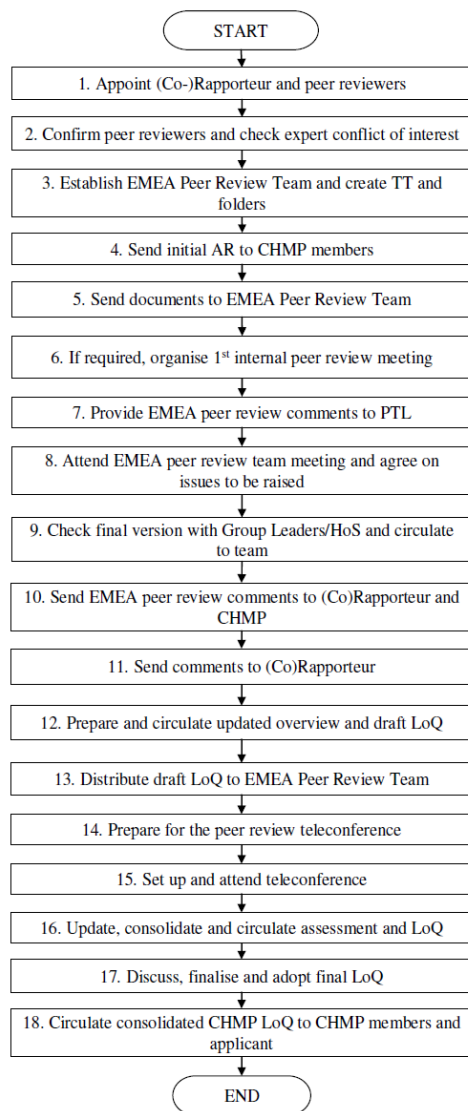 START
1. Appoint (Co-)Rapporteur and peer reviewers
2. Confirm peer reviewers and check expert conflict of interest
3. Establish EMEA Peer Review Team and create TT and
folders
4. Send initial AR to CHMP members
5. Send documents to EMEA Peer Review Team
6. If required, organise 1st internal peer review meeting
7. Provide EMEA peer review comments to PTL
8. Attend EMEA peer review team meeting and agree on
issues to be raised
9. Check final version with Group Leaders/HoS and circulate
to team
10. Send EMEA peer review comments to (Co)Rapporteur and
CHMP
11. Send comments to (Co)Rapporteur
12. Prepare and circulate updated overview and draft LoQ
13. Distribute draft LoQ to EMEA Peer Review Team
14. Prepare for the peer review teleconference
15. Set up and attend teleconference
16. Update, consolidate and circulate assessment and LoQ
17. Discuss, finalise and adopt final LoQ
18. Circulate consolidated CHMP LoQ to CHMP members and
applicant
END